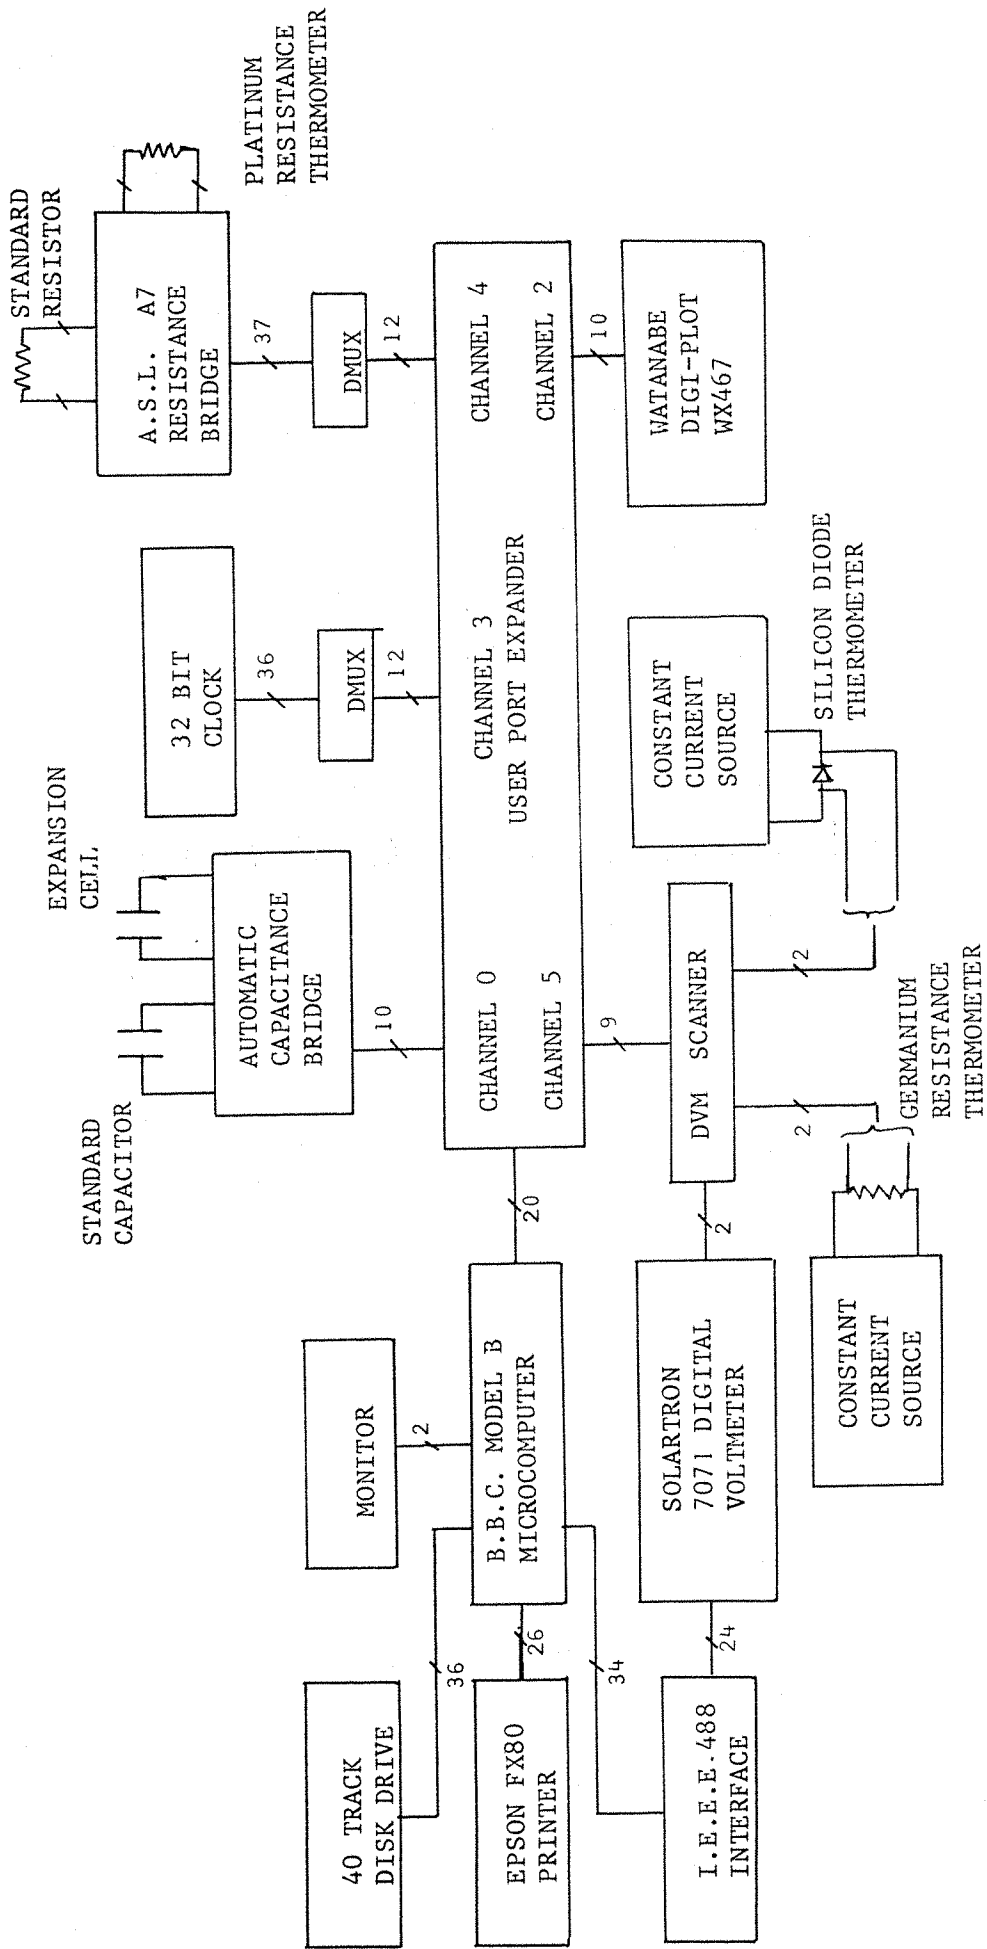 STANDARD
RESISTOR
A.S.L. A7
RESISTANCE
BRIDGE
PLATINUM
RESISTANCE
THERMOMETER
37
DMUX
12
32 BIT
CLOCK
36
DMUX
12
EXPANSION
CELL
STANDARD
CAPACITOR
AUTOMATIC
CAPACITANCE
BRIDGE
10
CHANNEL 0
CHANNEL 3
CHANNEL 4
USER PORT EXPANDER
CHANNEL 5
CHANNEL 2
10
WATANABE
DIGI-PLOT
WX467
9
DVM SCANNER
2
2
2
CONSTANT
CURRENT
SOURCE
SILICON DIODE
THERMOMETER
GERMANIUM
RESISTANCE
THERMOMETER
CONSTANT
CURRENT
SOURCE
20
MONITOR
2
B.B.C. MODEL B
MICROCOMPUTER
40 TRACK
DISK DRIVE
36
EPSON FX80
PRINTER
26
34
I.E.E.E.488
INTERFACE
24
SOLARTRON
7071 DIGITAL
VOLTMETER